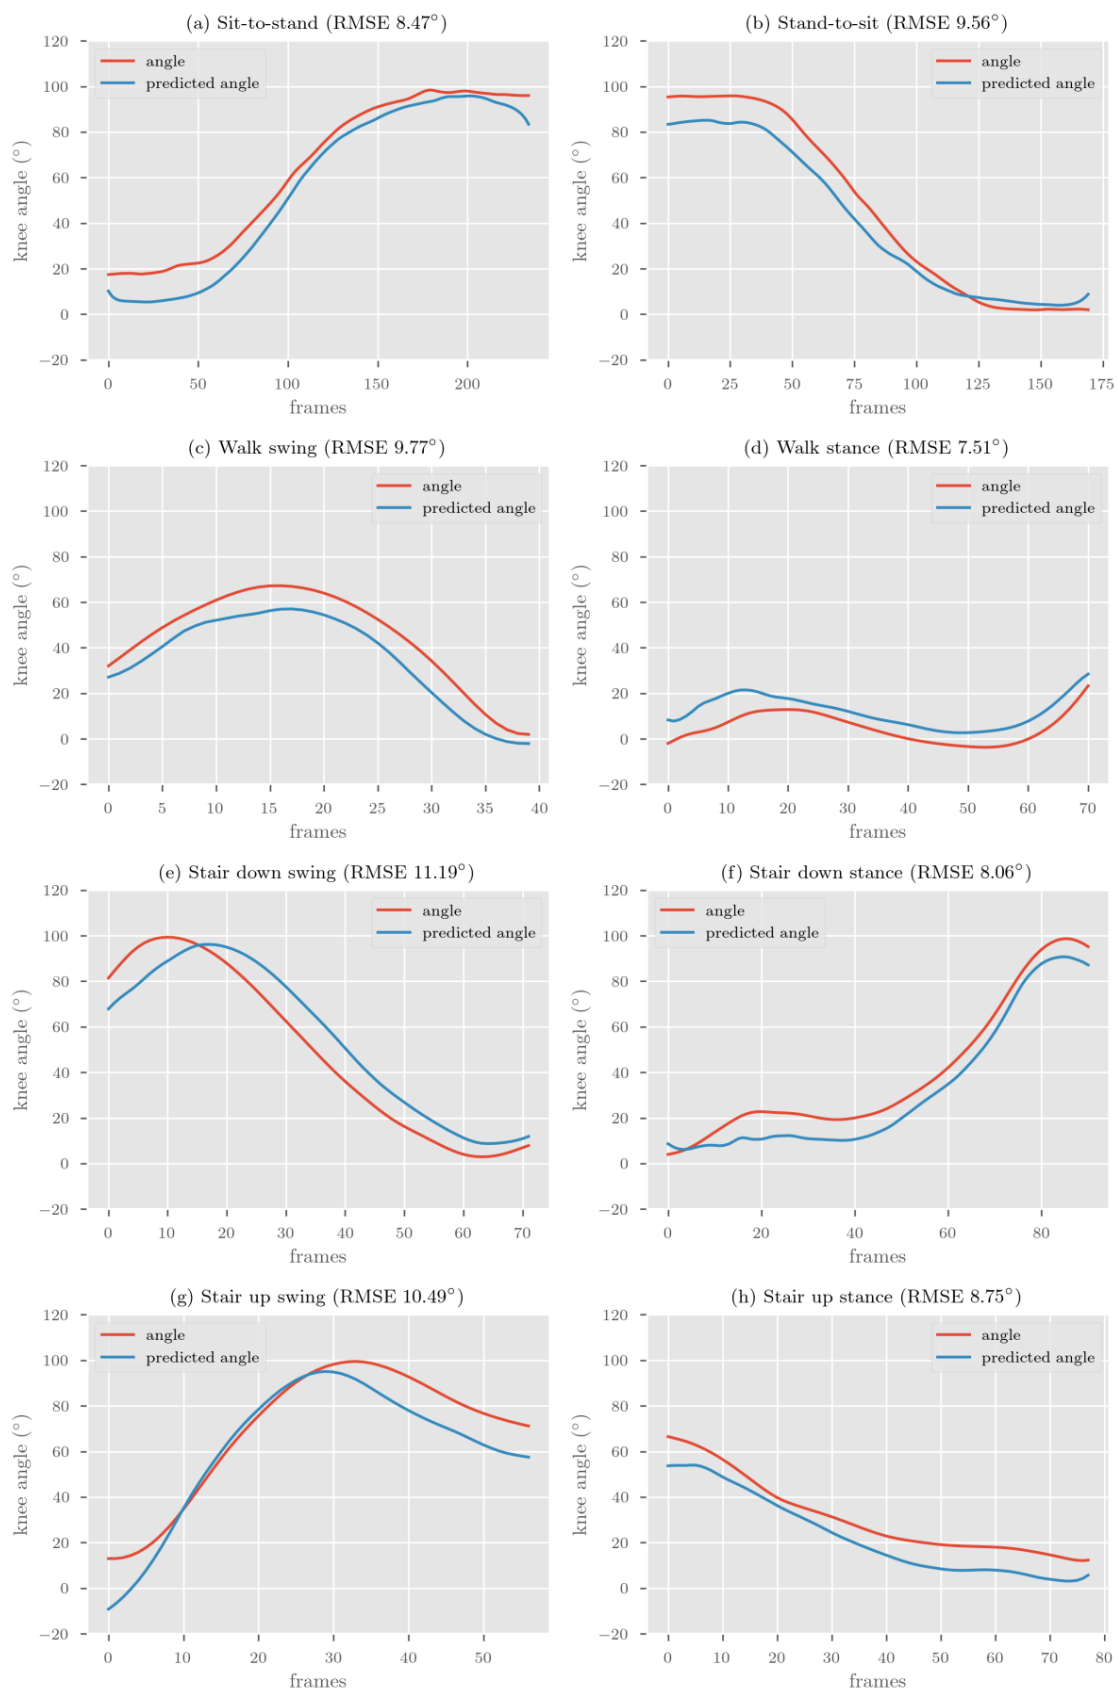 (a) Sit-to-stand (RMSE 8.47°)
120
100
80
60
40
20
0
−20
knee angle (°)
angle
predicted angle
0 50 100 150 200
frames
(b) Stand-to-sit (RMSE 9.56°)
120
100
80
60
40
20
0
−20
knee angle (°)
angle
predicted angle
0 25 50 75 100 125 150 175
frames
(c) Walk swing (RMSE 9.77°)
120
100
80
60
40
20
0
−20
knee angle (°)
angle
predicted angle
0 5 10 15 20 25 30 35 40
frames
(d) Walk stance (RMSE 7.51°)
120
100
80
60
40
20
0
−20
knee angle (°)
angle
predicted angle
0 10 20 30 40 50 60 70
frames
(e) Stair down swing (RMSE 11.19°)
120
100
80
60
40
20
0
−20
knee angle (°)
angle
predicted angle
0 10 20 30 40 50 60 70
frames
(f) Stair down stance (RMSE 8.06°)
120
100
80
60
40
20
0
−20
knee angle (°)
angle
predicted angle
0 20 40 60 80
frames
(g) Stair up swing (RMSE 10.49°)
120
100
80
60
40
20
0
−20
knee angle (°)
angle
predicted angle
0 10 20 30 40 50
frames
(h) Stair up stance (RMSE 8.75°)
120
100
80
60
40
20
0
−20
knee angle (°)
angle
predicted angle
0 10 20 30 40 50 60 70 80
frames